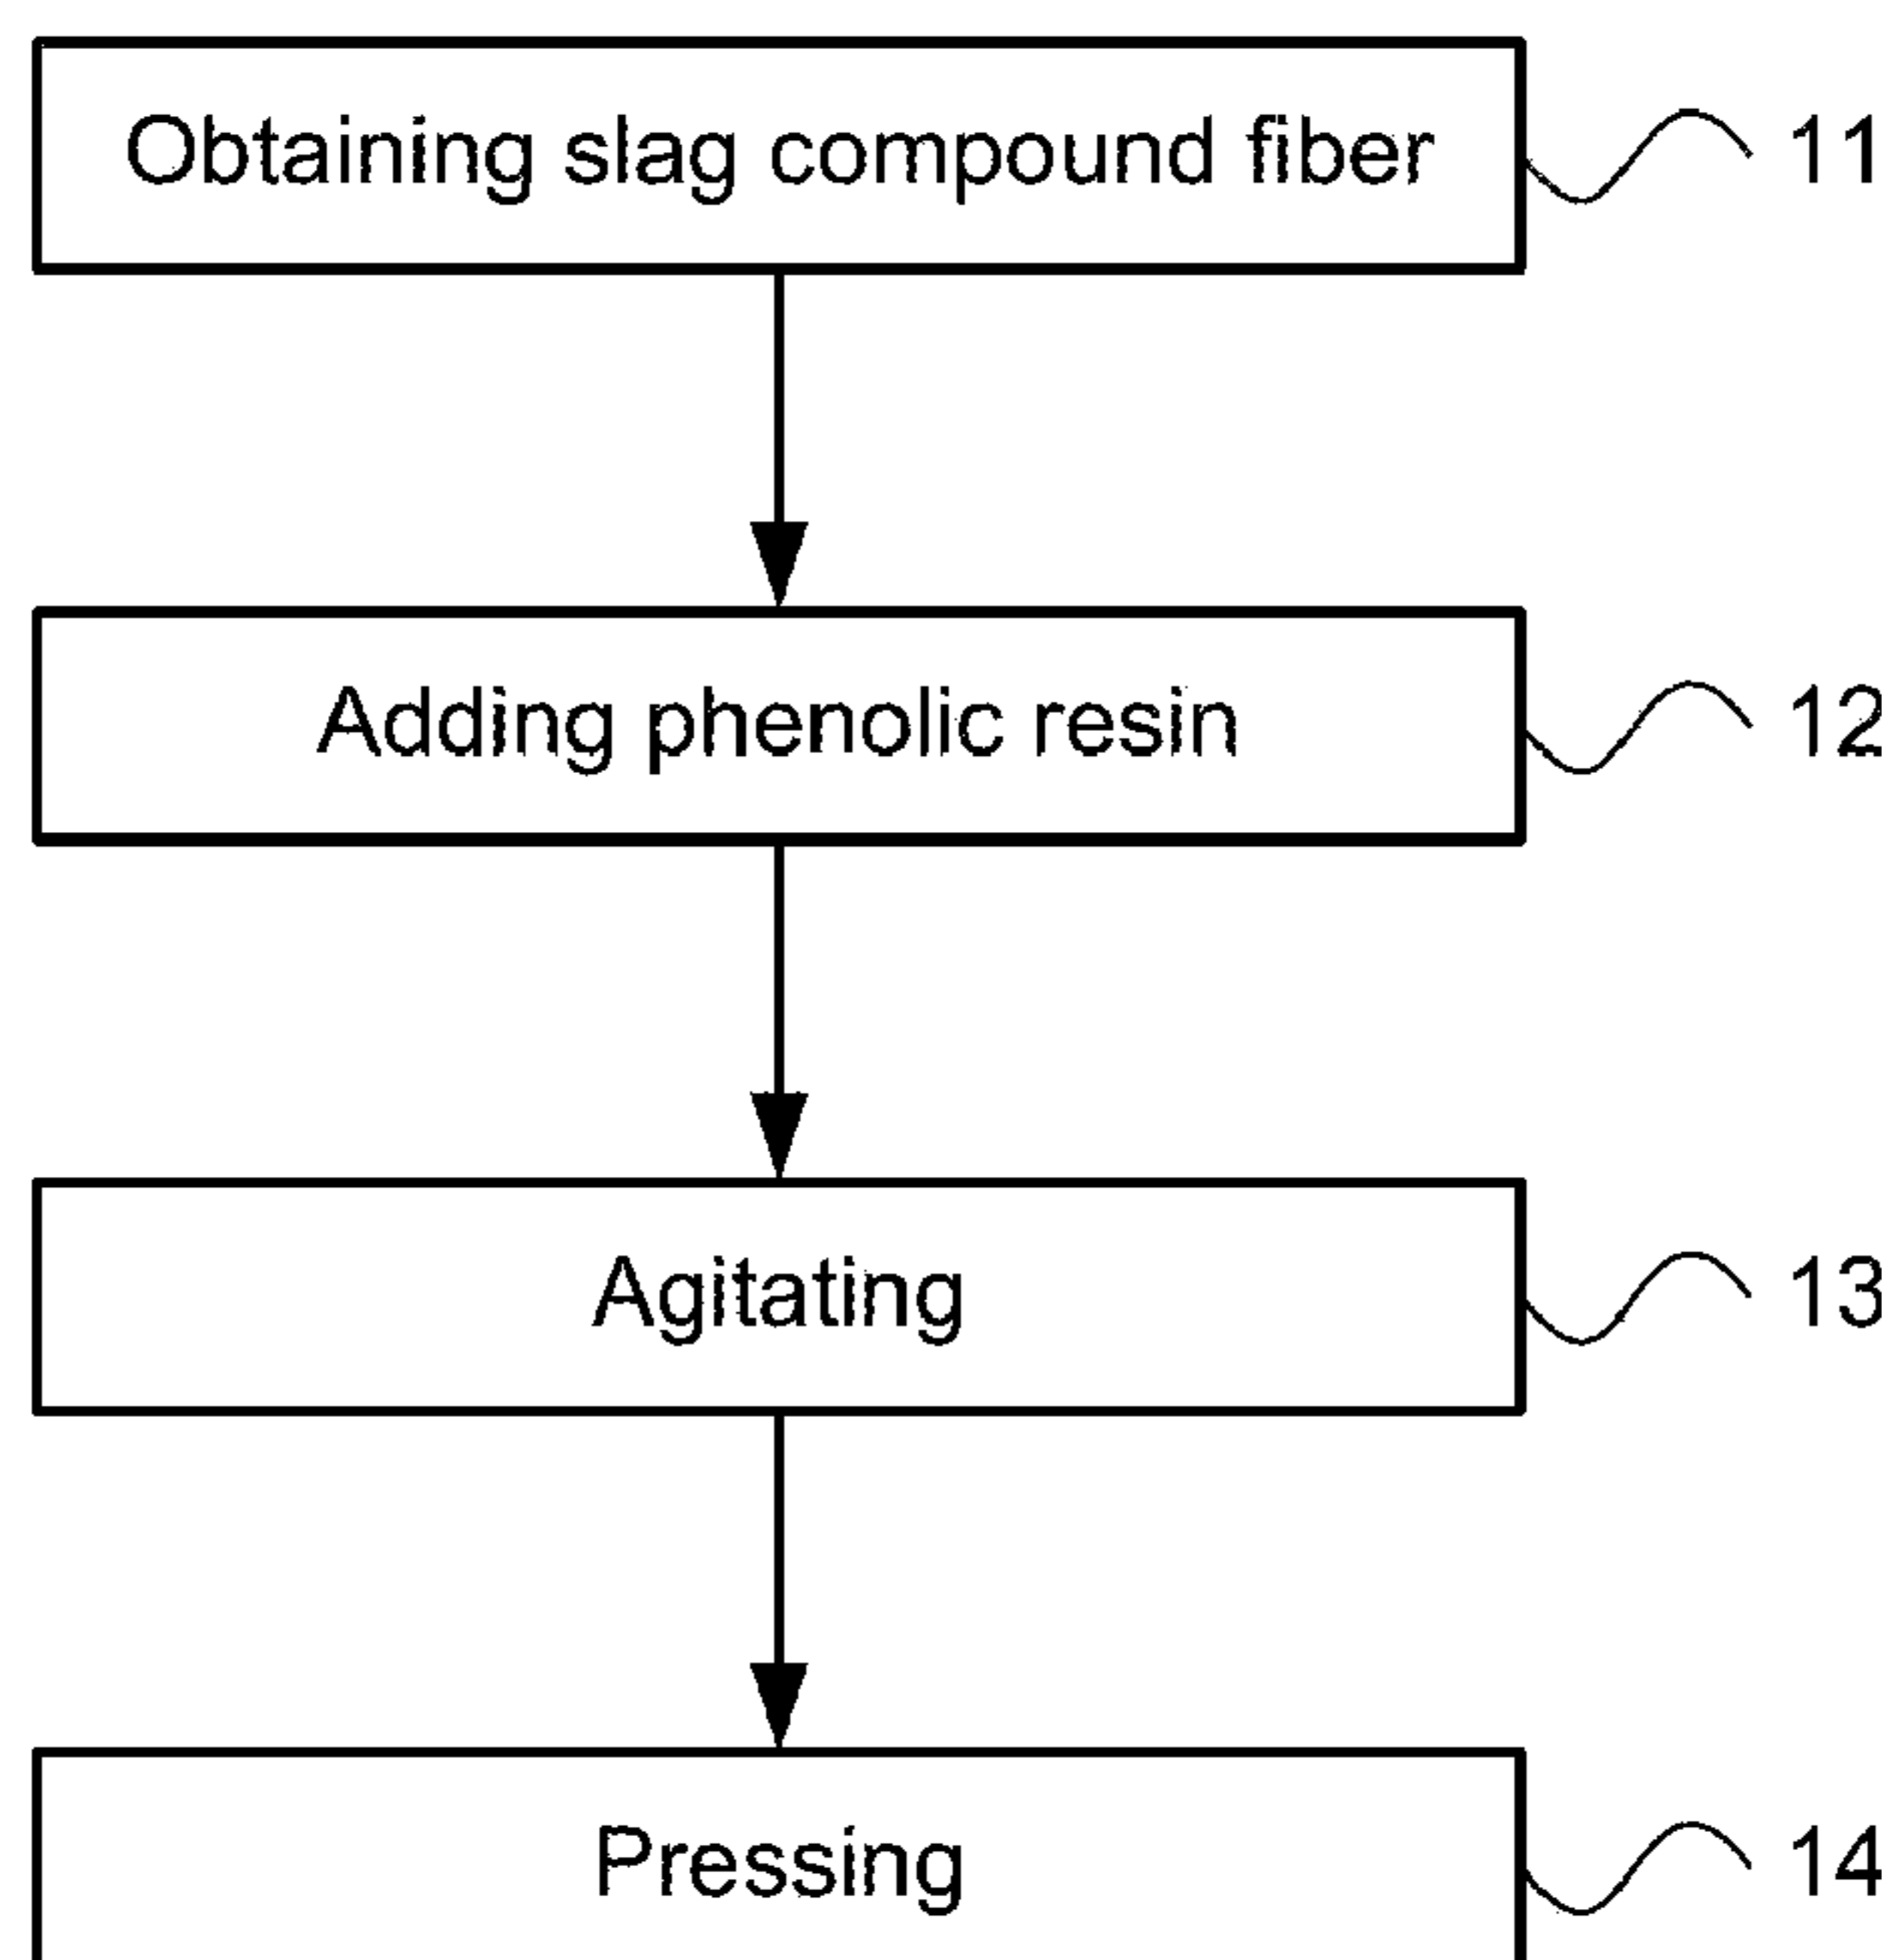 Obtaining slag compound fiber 11
Adding phenolic resin 12
Agitating 13
Pressing 14